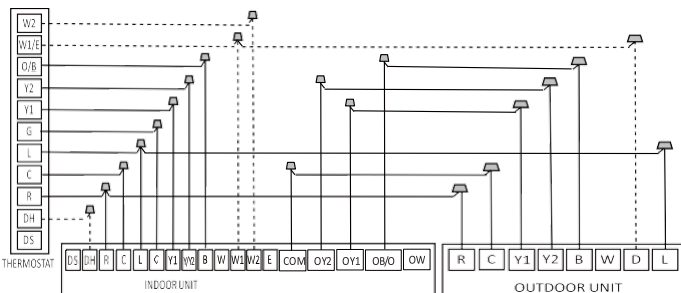 W2
W1/E
O/B
Y2
Y1
G
L
C
R
DH
DS
THERMOSTAT
DS DH R C L G Y1 Y/Y2 B W W1 W2 E COM OY2 OY1 OB/O OW
INDOOR UNIT
R C Y1 Y2 B W D L
OUTDOOR UNIT